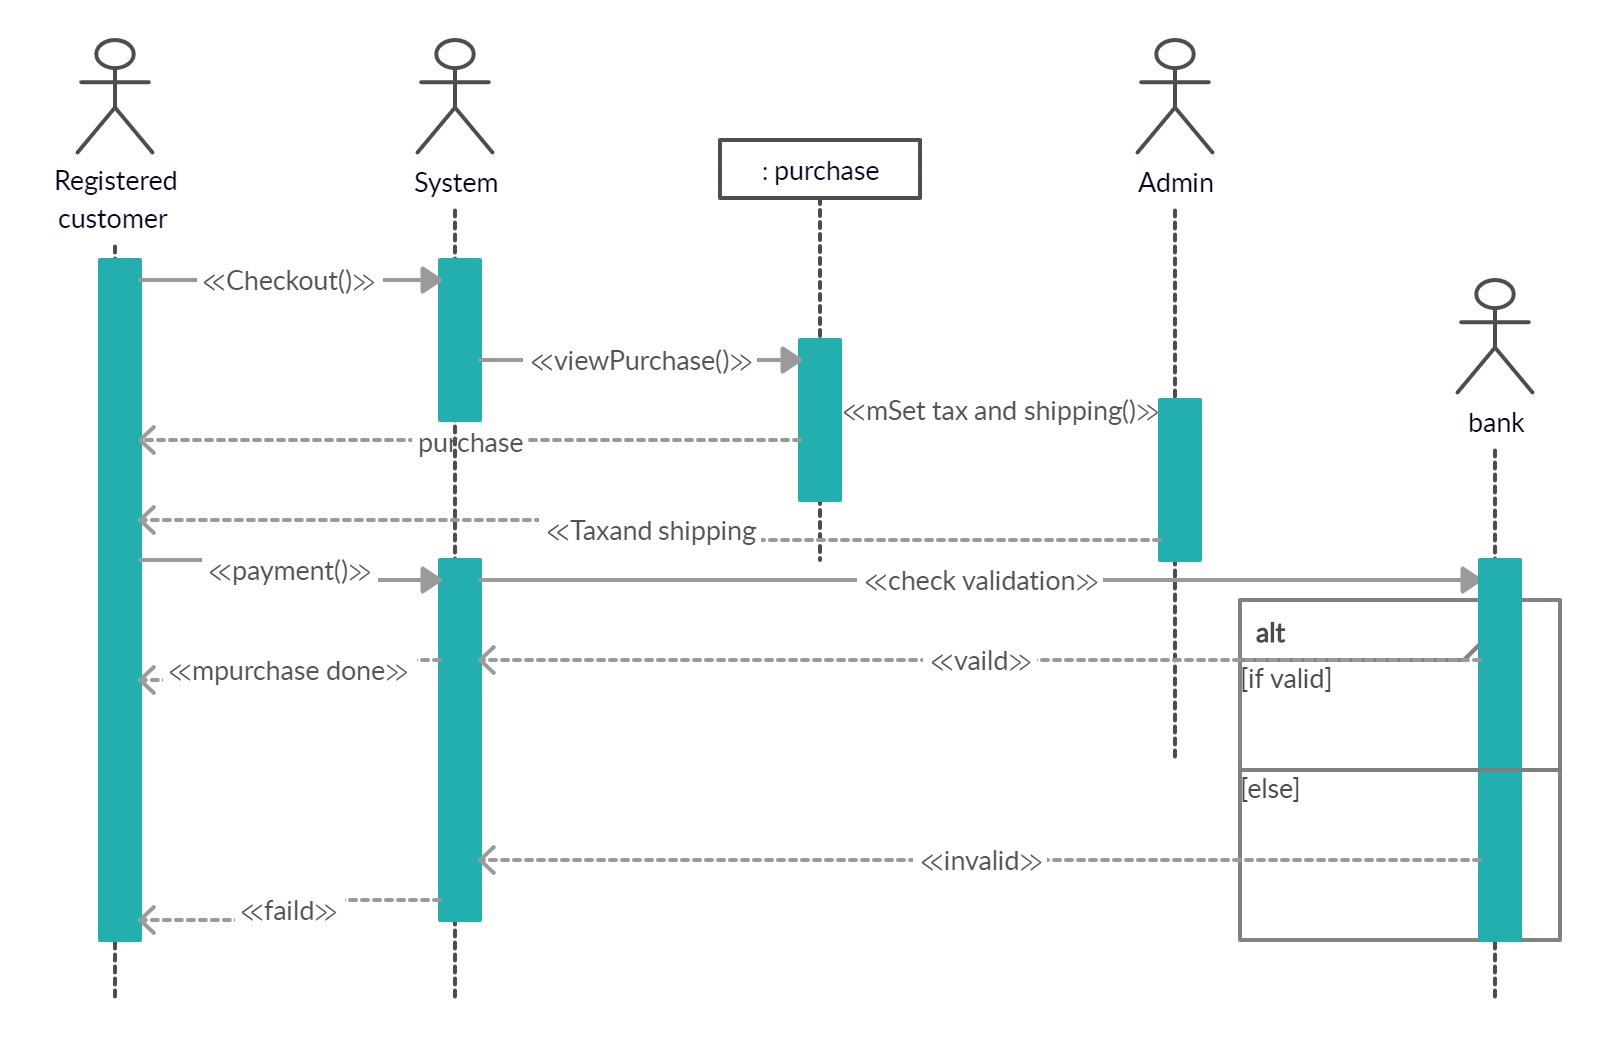 Registered
customer
System
: purchase
Admin
bank
<<Checkout()>>
<<viewPurchase()>>
<<mSet tax and shipping()>>
purchase
<<Taxand shipping
<<payment()>>
<<check validation>>
alt
<<mpurchase done>>
<<vaild>>
[if valid]
[else]
<<invalid>>
<<faild>>